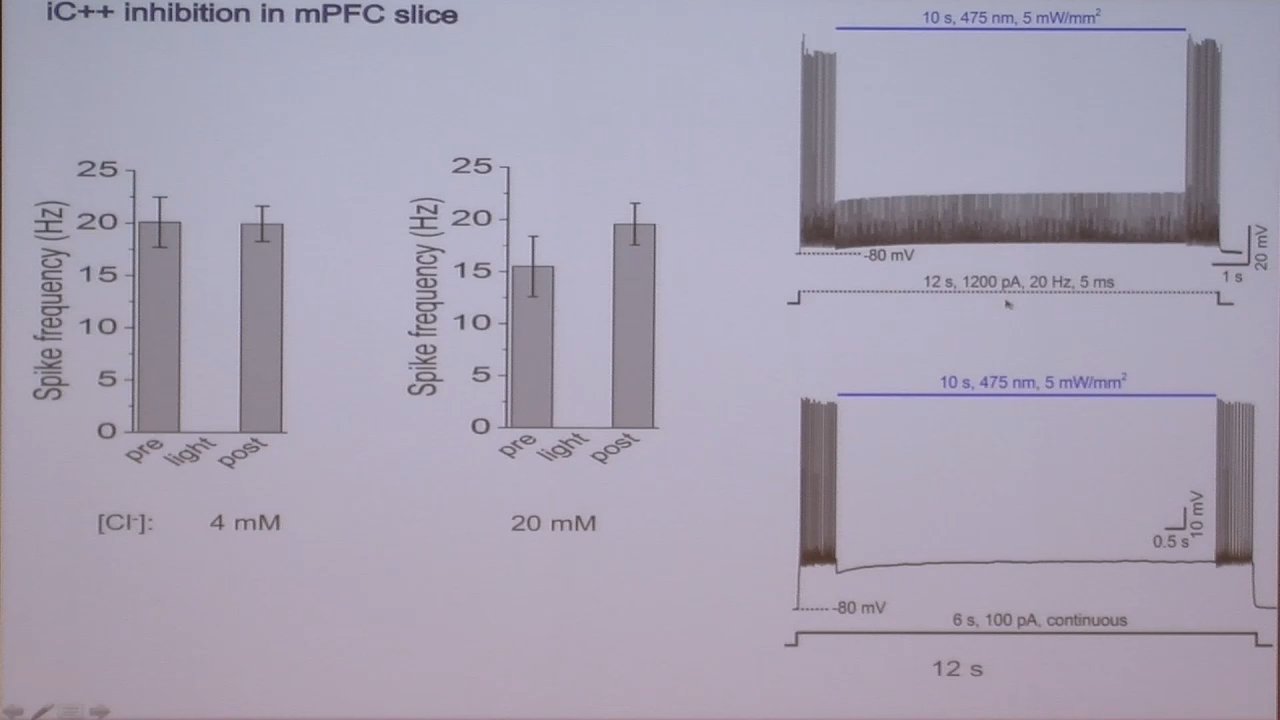 iC++ inhibition in mPFC slice
25
20
15
10
5
0
Spike frequency (Hz)
pre
light
post
[Cl-]:
4 mM
25
20
15
10
5
0
Spike frequency (Hz)
pre
light
post
20 mM
10 s, 475 nm, 5 mW/mm²
-80 mV
20 mV
1 s
12 s, 1200 pA, 20 Hz, 5 ms
10 s, 475 nm, 5 mW/mm²
10 mV
0.5 s
-80 mV
6 s, 100 pA, continuous
12 s